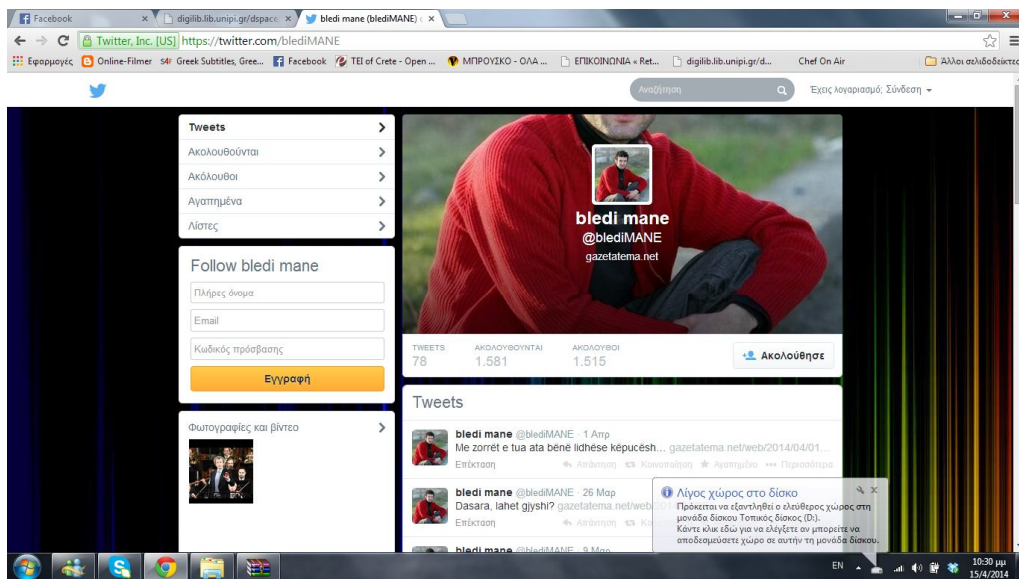 Facebook
digilib.lib.unipi.gr/dspace
bledi mane (blediMANE)
Twitter, Inc. [US] https://twitter.com/blediMANE
Εφαρμογές Online-Filmer Greek Subtitles, Gree... Facebook TEI of Crete - Open ... ΜΠΡΟΥΣΚΟ - ΟΛΑ ... ΕΠΙΚΟΙΝΩΝΙΑ « Ret... digilib.lib.unipi.gr/d... Chef On Air Άλλοι σελιδοδείκτες
Αναζήτηση Έχεις λογαριασμό; Σύνδεση
Tweets
Ακολουθούνται
Ακόλουθοι
Αγαπημένα
Λίστες
Follow bledi mane
Πλήρες όνομα
Email
Κωδικός πρόσβασης
Εγγραφή
Φωτογραφίες και βίντεο
bledi mane
@blediMANE
gazetatema.net
TWEETS ΑΚΟΛΟΥΘΟΥΝΤΑΙ ΑΚΟΛΟΥΘΟΙ
78 1.581 1.515
Ακολούθησε
Tweets
bledi mane @blediMANE · 1 Απρ
Me zorrët e tua ata bënë lidhëse këpucësh... gazetatema.net/web/2014/04/01...
Επέκταση Απάντηση Κοινοποίηση Αγαπημένο Περισσότερα
bledi mane @blediMANE · 26 Μαρ
Dasara, lahet gjyshi? gazetatema.net/web/
Επέκταση Απάντηση
bledi mane @blediMANE · 9 Μαρ
Λίγος χώρος στο δίσκο
Πρόκειται να εξαντληθεί ο ελεύθερος χώρος στη
μονάδα δίσκου Τοπικός δίσκος (D:).
Κάντε κλικ εδώ για να ελέγξετε αν μπορείτε να
αποδεσμεύσετε χώρο σε αυτήν τη μονάδα δίσκου.
EN
10:30 μμ
15/4/2014